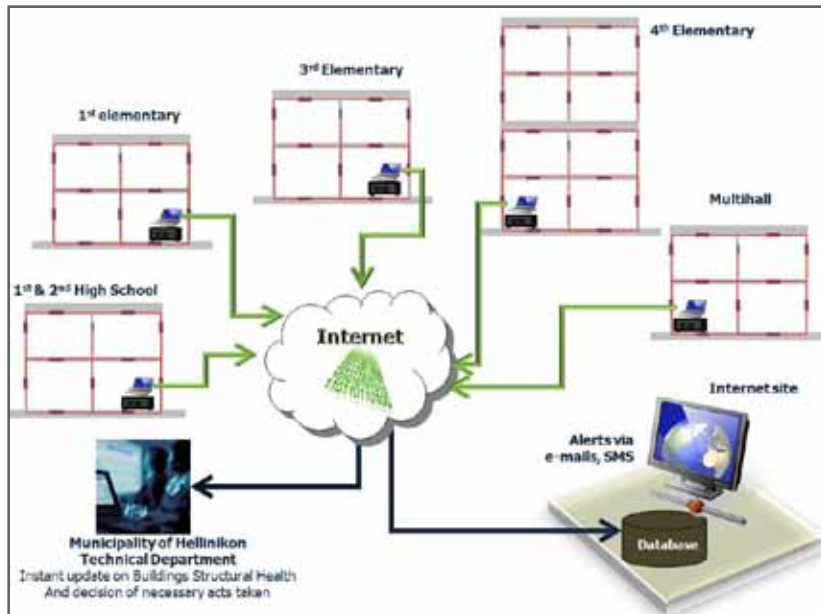 4th Elementary
3rd Elementary
1st elementary
Multihall
1st & 2nd High School
Internet
Internet site
Alerts via
e-mails, SMS
Database
Municipality of Hellinikon
Technical Department
Instant update on Buildings Structural Health
And decision of necessary acts taken